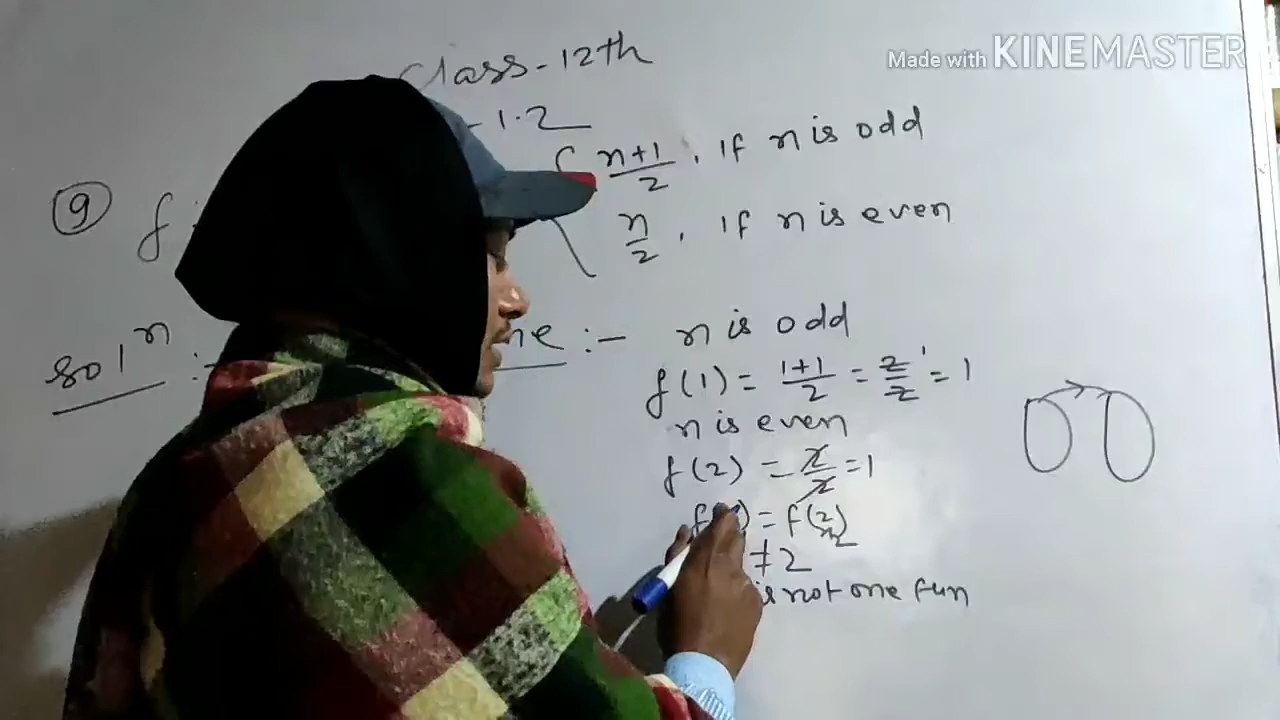 Made with KINEMASTER
Class-12th
-1.2
9 f : { n+1/2 , if n is odd
n/2 , if n is even
solⁿ :- ne :- n is odd
f(1) = 1+1/2 = 2/2 = 1
n is even
f(2) = 2/2 = 1
f( ) = f(2)
≠ 2
is not one fun